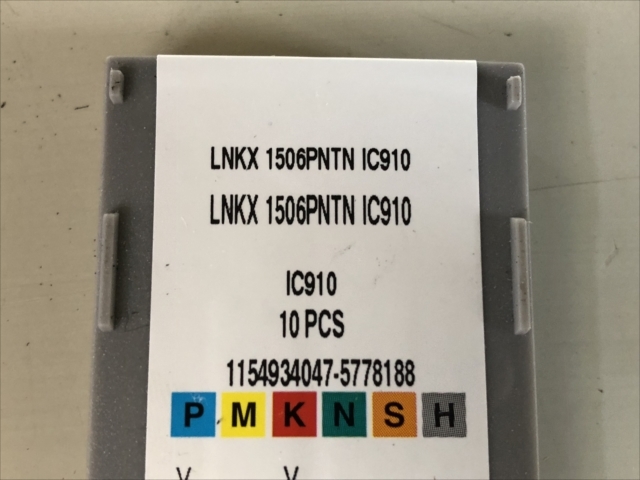 LNKX 1506PNTN IC910
LNKX 1506PNTN IC910
IC910
10 PCS
1154934047-5778188
P M K N S H
V V